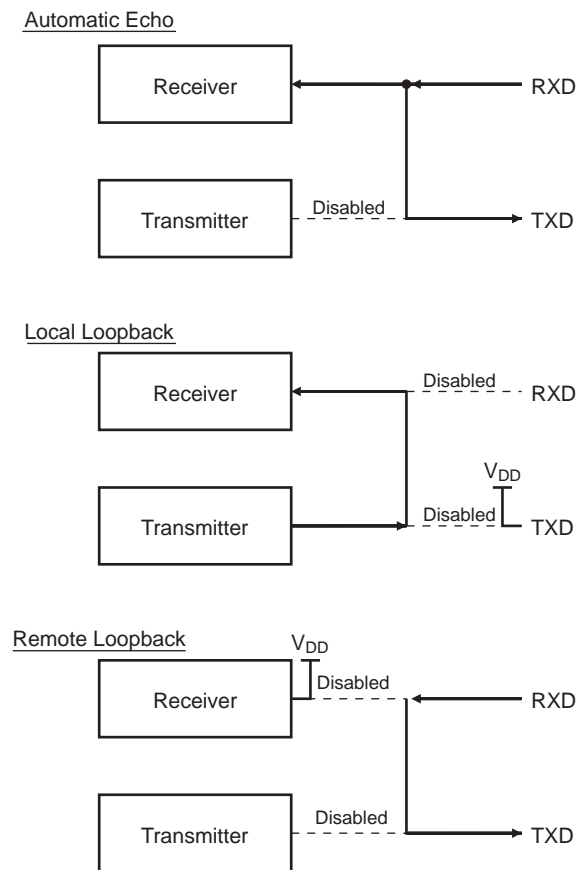 Automatic Echo
Receiver
RXD
Transmitter
Disabled
TXD
Local Loopback
Receiver
Disabled
RXD
VDD
Transmitter
Disabled
TXD
Remote Loopback
VDD
Receiver
Disabled
RXD
Transmitter
Disabled
TXD